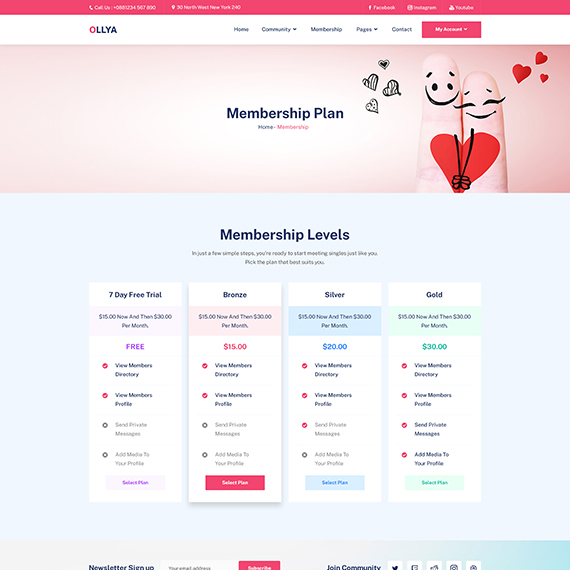 Call Us : +0881234 567 890
30 North West New York 240
Facebook
Instagram
Youtube
OLLYA
Home
Community
Membership
Pages
Contact
My Account
Membership Plan
Home- Membership
Membership Levels
In just a few simple steps, you're ready to start meeting singles just like you.
Pick the plan that best suits you.
7 Day Free Trial
$15.00 Now And Then $30.00
Per Month.
FREE
View Members
Directory
View Members
Profile
Send Private
Messages
Add Media To
Your Profile
Select Plan
Bronze
$15.00 Now And Then $30.00
Per Month.
$15.00
View Members
Directory
View Members
Profile
Send Private
Messages
Add Media To
Your Profile
Select Plan
Silver
$15.00 Now And Then $30.00
Per Month.
$20.00
View Members
Directory
View Members
Profile
Send Private
Messages
Add Media To
Your Profile
Select Plan
Gold
$15.00 Now And Then $30.00
Per Month.
$30.00
View Members
Directory
View Members
Profile
Send Private
Messages
Add Media To
Your Profile
Select Plan
Newsletter Sign up
Your email address
Subscribe
Join Community